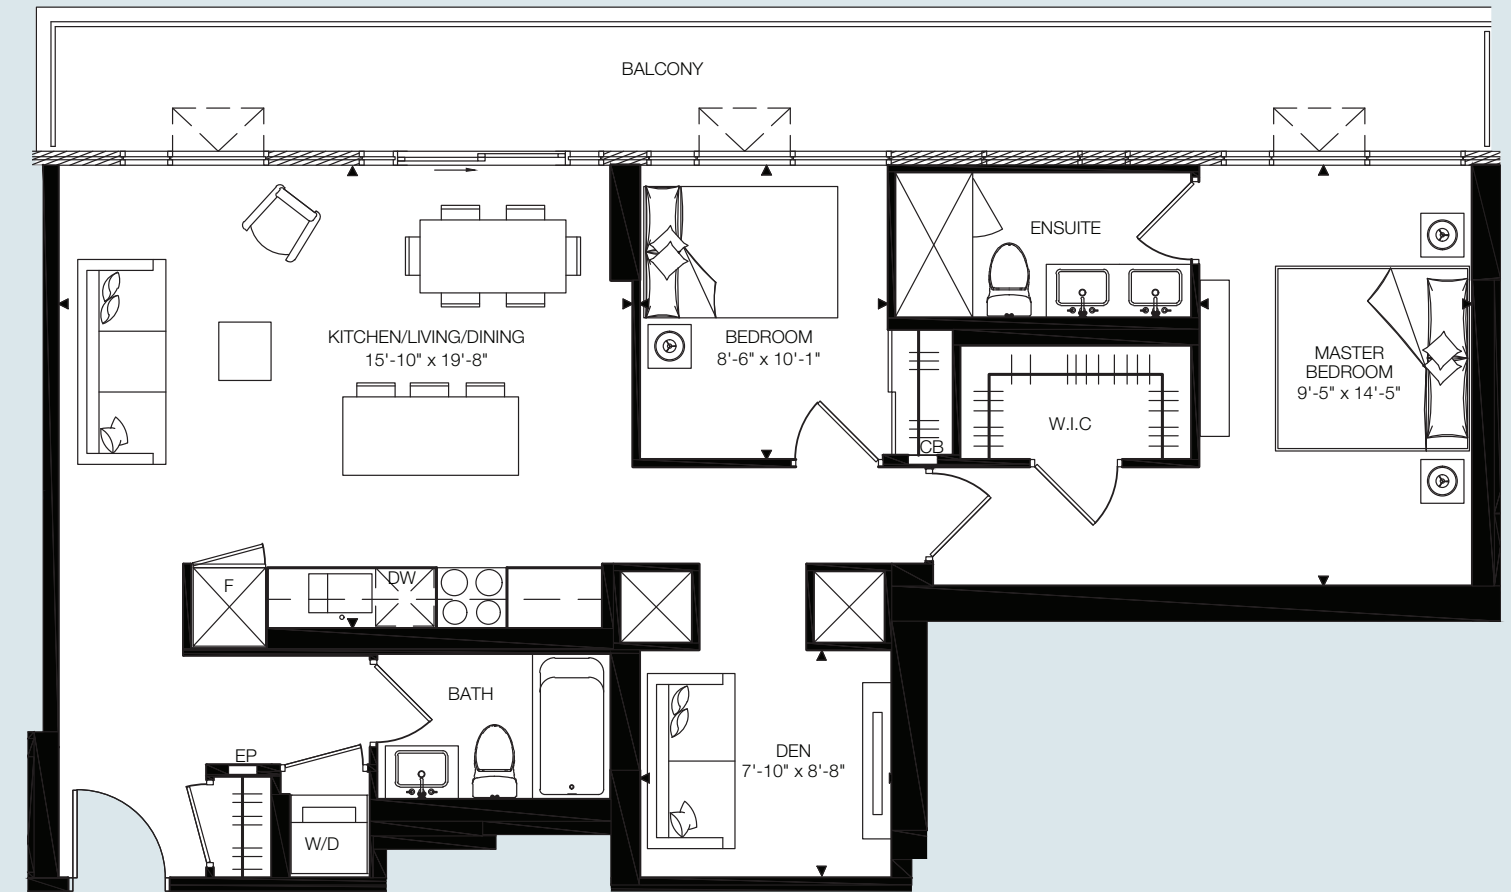 BALCONY
ENSUITE
KITCHEN/LIVING/DINING
15'-10" x 19'-8"
BEDROOM
8'-6" x 10'-1"
MASTER
BEDROOM
9'-5" x 14'-5"
W.I.C
CB
F
DW
BATH
DEN
7'-10" x 8'-8"
EP
W/D